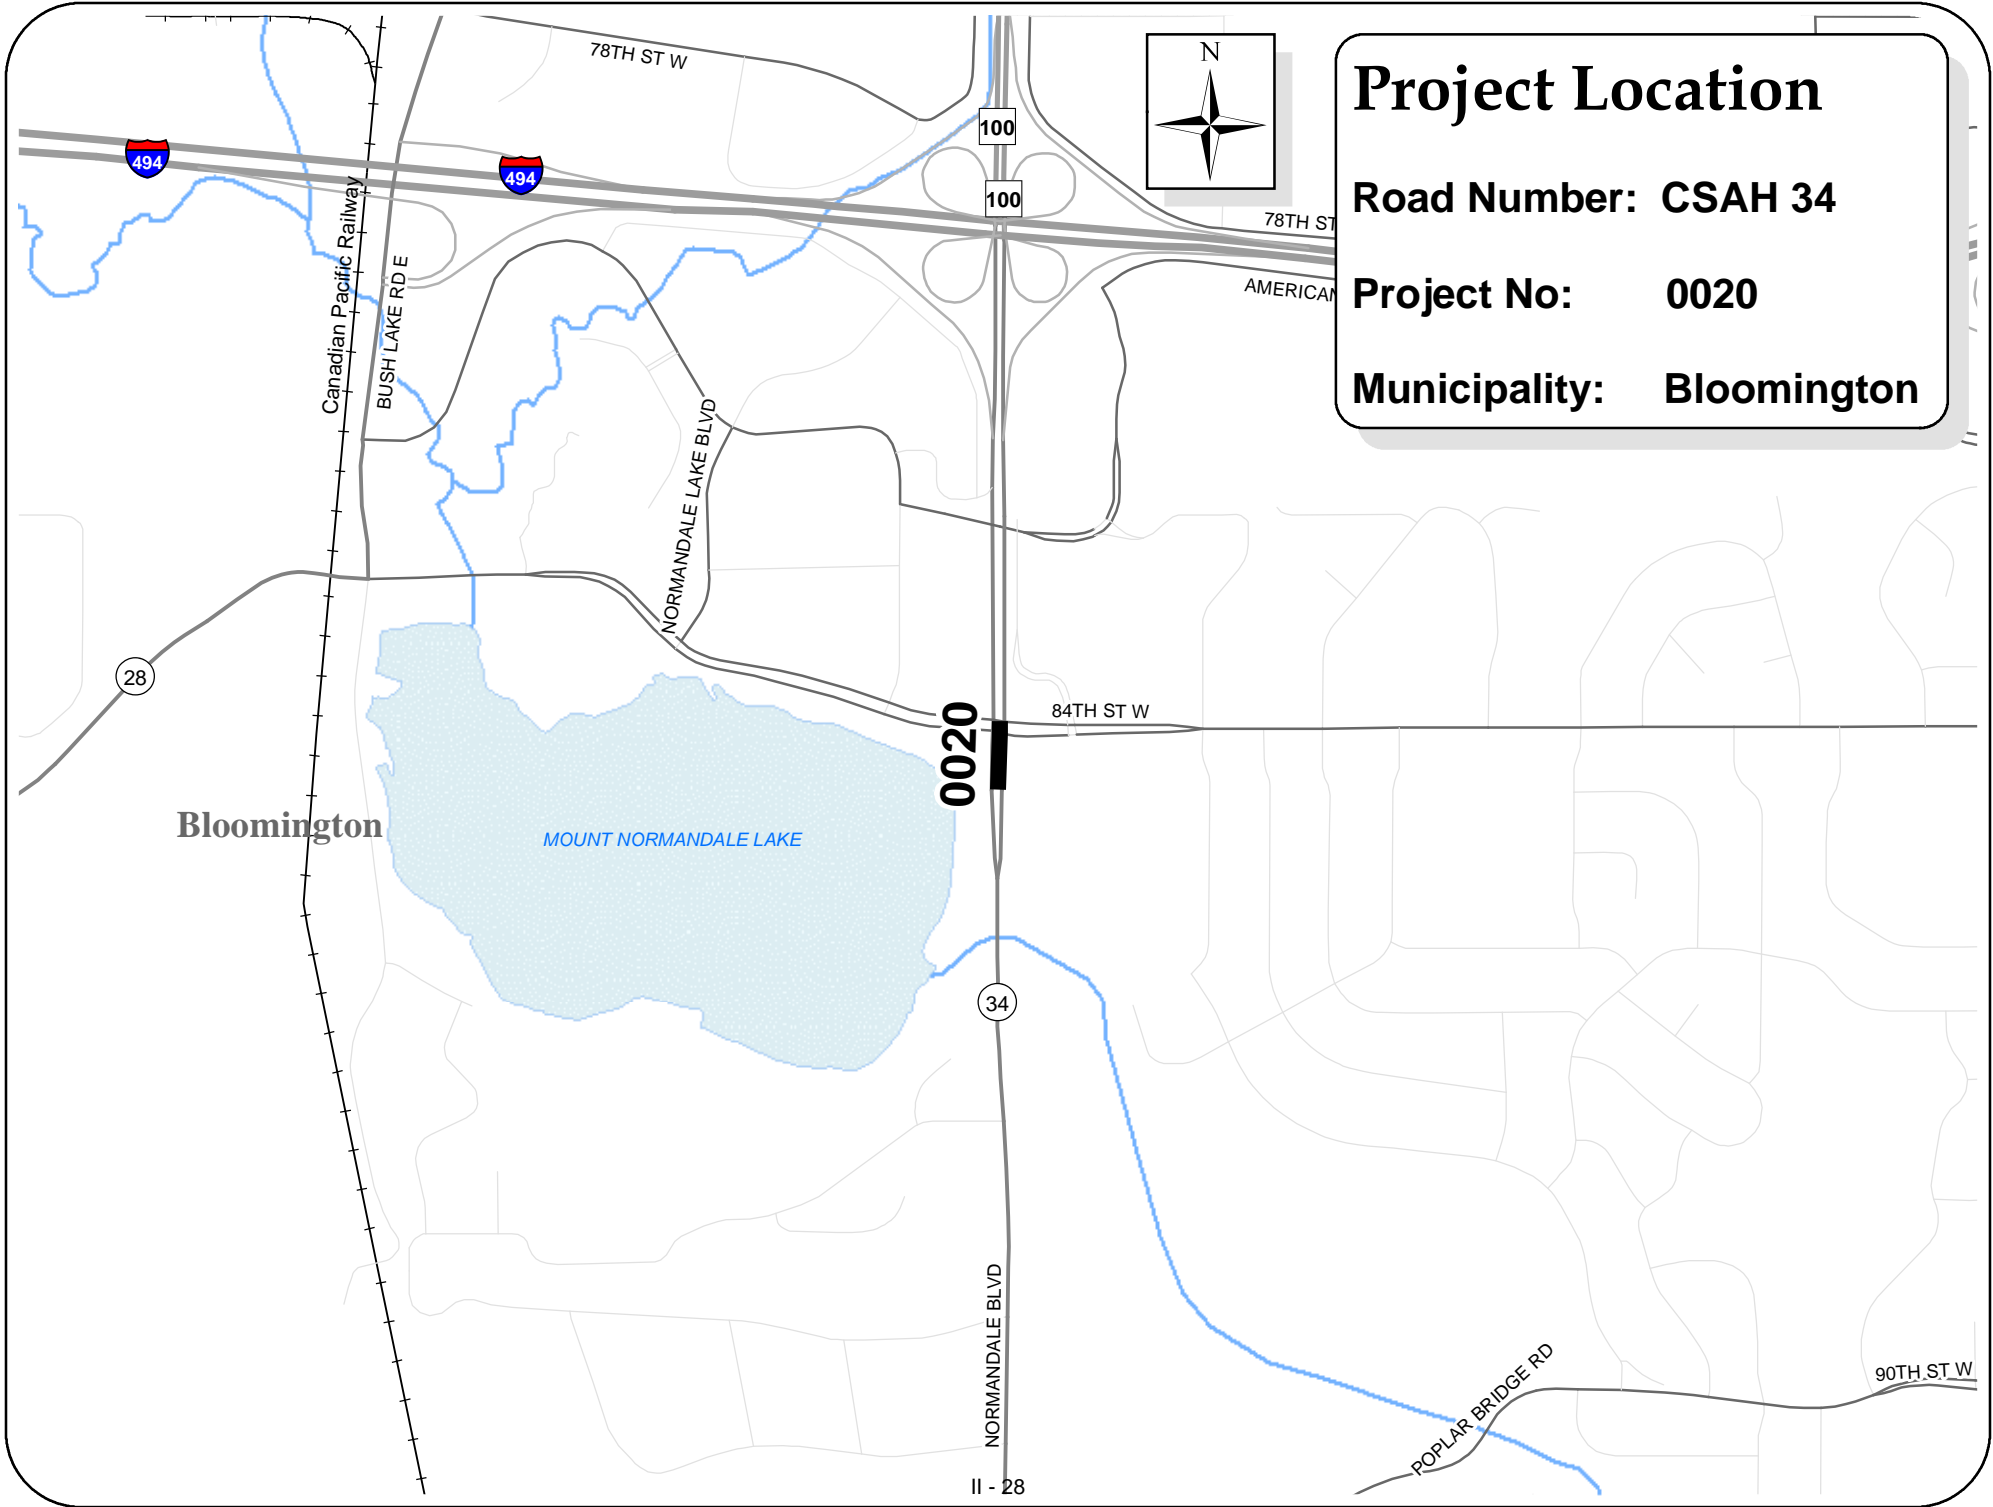 78TH ST W
N
Project Location
Road Number: CSAH 34
Project No: 0020
Municipality: Bloomington
100
494
494
100
78TH ST
AMERICAN
Canadian Pacific Railway
BUSH LAKE RD E
NORMANDALE LAKE BLVD
28
84TH ST W
0020
Bloomington
MOUNT NORMANDALE LAKE
34
NORMANDALE BLVD
POPLAR BRIDGE RD
90TH ST W
II - 28